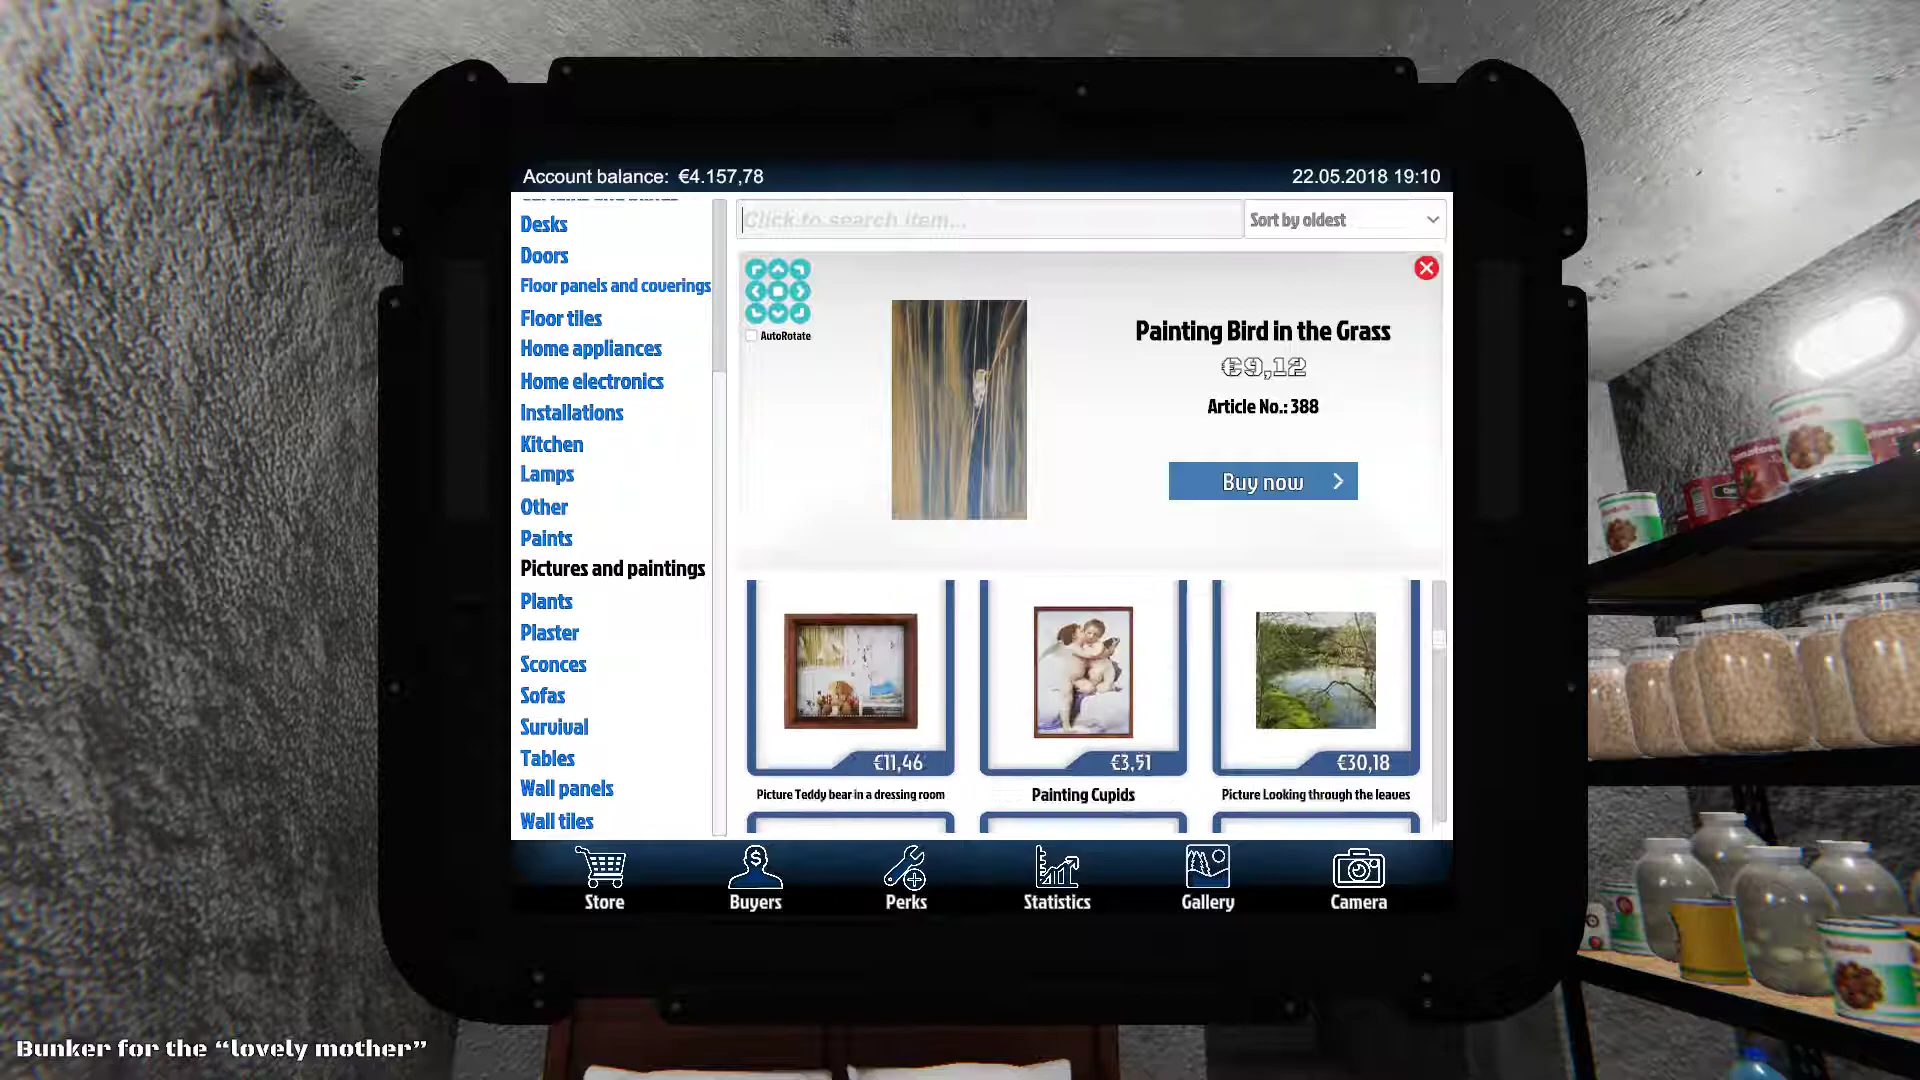 Account balance: €4.157,78
22.05.2018 19:10
Desks
Doors
Floor panels and coverings
Floor tiles
Home appliances
Home electronics
Installations
Kitchen
Lamps
Other
Paints
Pictures and paintings
Plants
Plaster
Sconces
Sofas
Survival
Tables
Wall panels
Wall tiles
Click to search item...
Sort by oldest
AutoRotate
Painting Bird in the Grass
€9,12
Article No.: 388
Buy now
€11,46
€3,51
€30,18
Picture Teddy bear in a dressing room
Painting Cupids
Picture Looking through the leaves
Store
Buyers
Perks
Statistics
Gallery
Camera
Bunker for the “lovely mother”